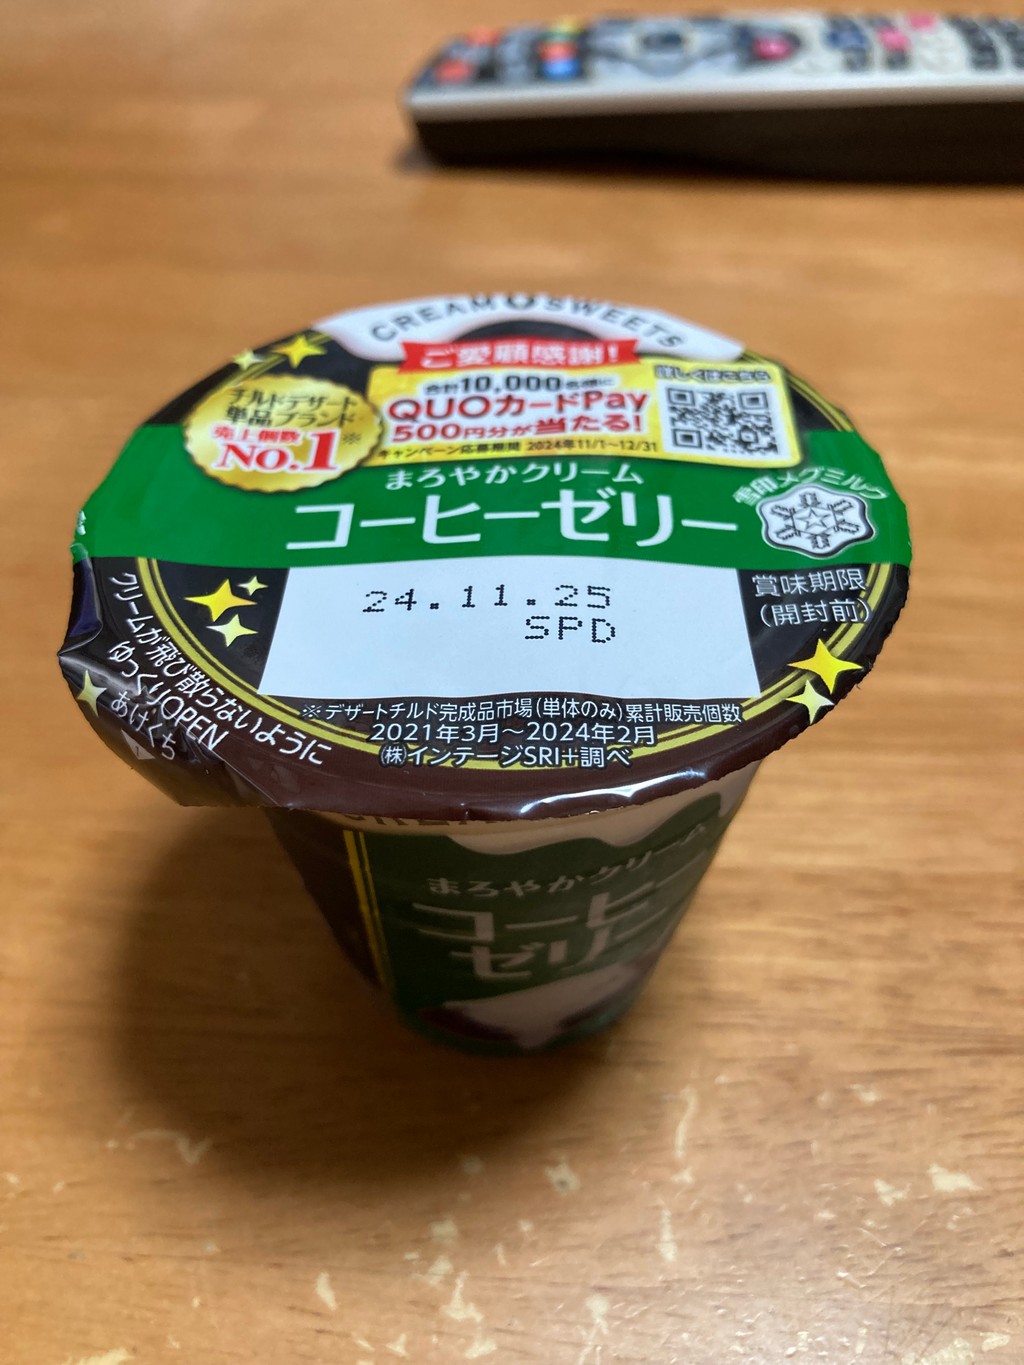 CREAM SWEETS
ご愛顧感謝!
合計10,000名様に
QUOカードPay
500円分が当たる!
キャンペーン応募期間 2024年11/1〜12/31
詳しくはこちら
チルドデザート
単品ブランド
売上個数
No.1※
まろやかクリーム
コーヒーゼリー
雪印メグミルク
24.11.25
SPD
賞味期限
(開封前)
クリームが飛び散らないように
ゆっくりOPEN
あけくち
※デザートチルド完成品市場(単体のみ)累計販売個数
2021年3月〜2024年2月
㈱インテージSRI+調べ
まろやかクリーム
コーヒー
ゼリー